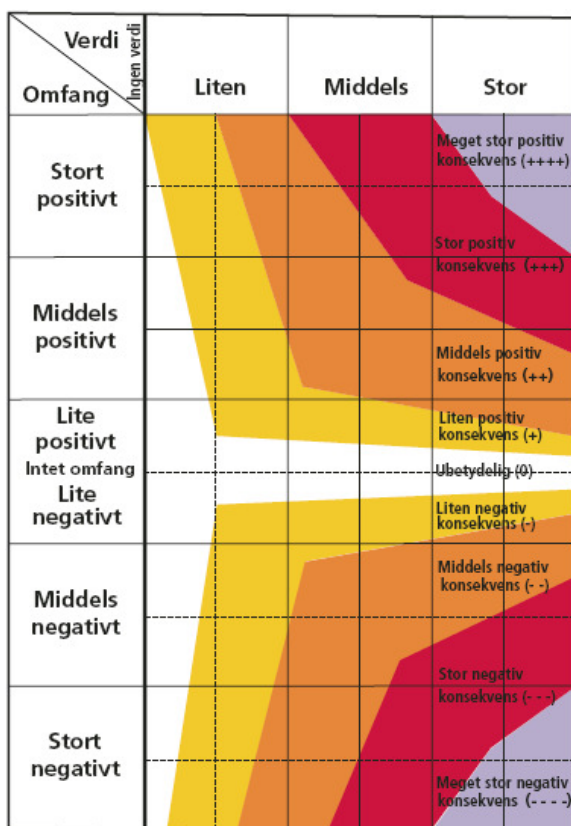 Verdi
Ingen verdi
Omfang
Liten
Middels
Stor
Stort
positivt
Meget stor positiv
konsekvens (++++)
Stor positiv
konsekvens (+++)
Middels
positivt
Middels positiv
konsekvens (++)
Lite
positivt
Liten positiv
konsekvens (+)
Intet omfang
Ubetydelig (0)
Lite
negativt
Liten negativ
konsekvens (-)
Middels
negativt
Middels negativ
konsekvens (- -)
Stor negativ
konsekvens (- - -)
Stort
negativt
Meget stor negativ
konsekvens (- - - -)